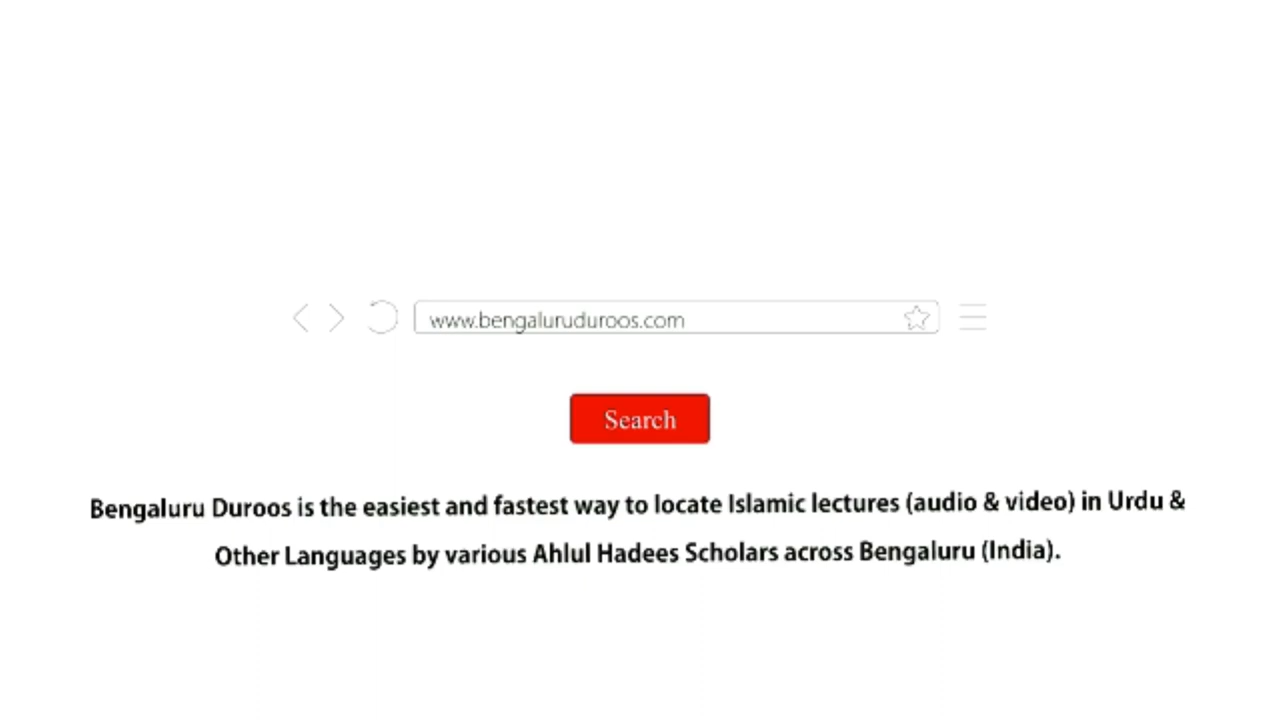 www.bengaluruduroos.com
Search
Bengaluru Duroos is the easiest and fastest way to locate Islamic lectures (audio & video) in Urdu &
Other Languages by various Ahlul Hadees Scholars across Bengaluru (India).